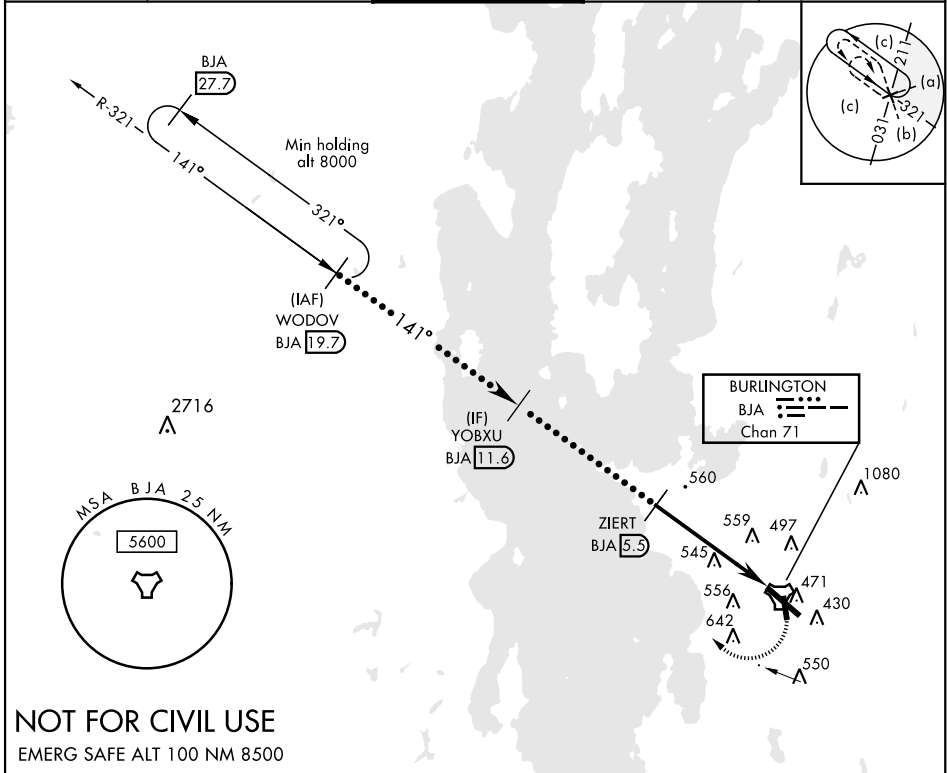 BJA
27.7
R-321
141°
Min holding
alt 8000
321°
(IAF)
WODOV
BJA 19.7
141°
(IF)
YOBXU
BJA 11.6
ZIERT
BJA 5.5
BURLINGTON
BJA
Chan 71
(c)
211
(a)
(c)
321
031
(b)
2716
560
1080
559
497
545
471
556
430
642
550
MSA BJA 25 NM
5600
NOT FOR CIVIL USE
EMERG SAFE ALT 100 NM 8500